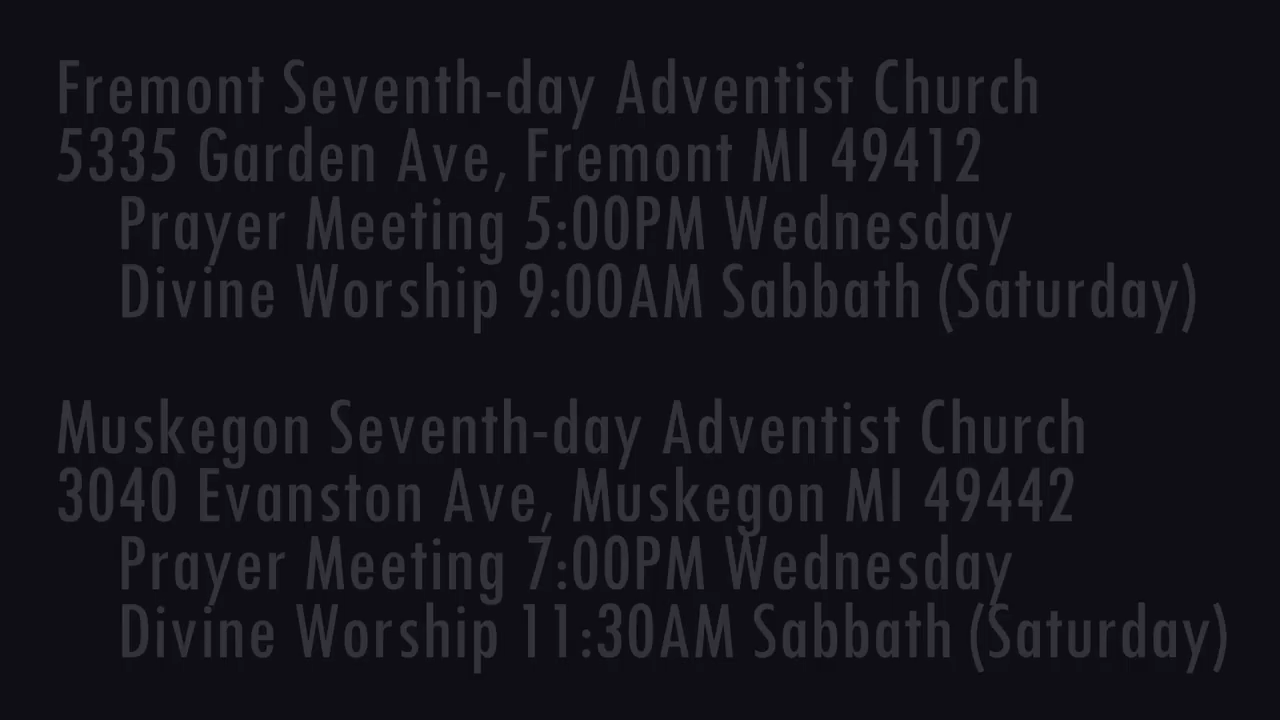 Fremont Seventh-day Adventist Church
5335 Garden Ave, Fremont MI 49412
Prayer Meeting 5:00PM Wednesday
Divine Worship 9:00AM Sabbath (Saturday)
Muskegon Seventh-day Adventist Church
3040 Evanston Ave, Muskegon MI 49442
Prayer Meeting 7:00PM Wednesday
Divine Worship 11:30AM Sabbath (Saturday)